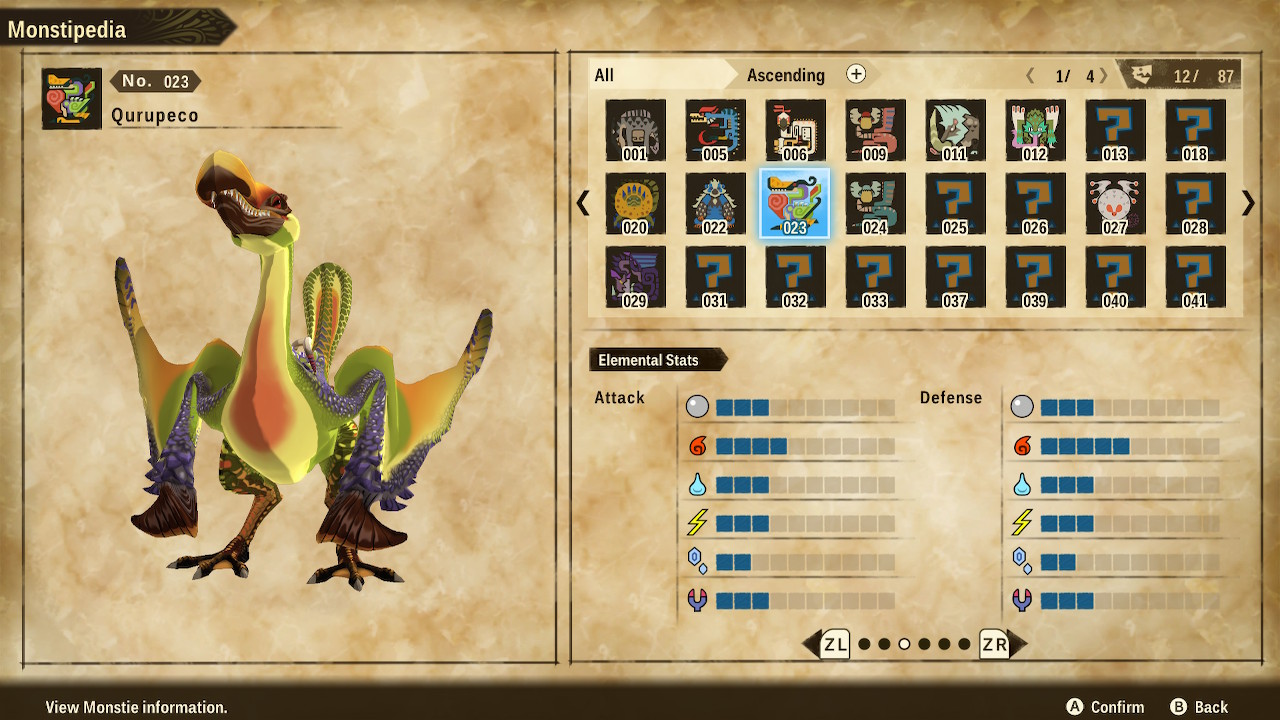 Monstipedia
No. 023
Qurupeco
All
Ascending
1/ 4
12/ 87
001 005 006 009 011 012 013 018
020 022 023 024 025 026 027 028
029 031 032 033 037 039 040 041
Elemental Stats
Attack
Defense
ZL
ZR
View Monstie information.
A Confirm
B Back